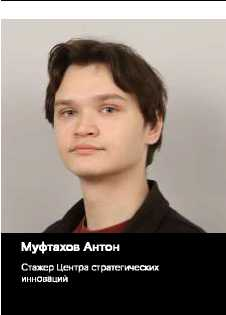 Муфтахов Антон
Стажер Центра стратегических
инноваций